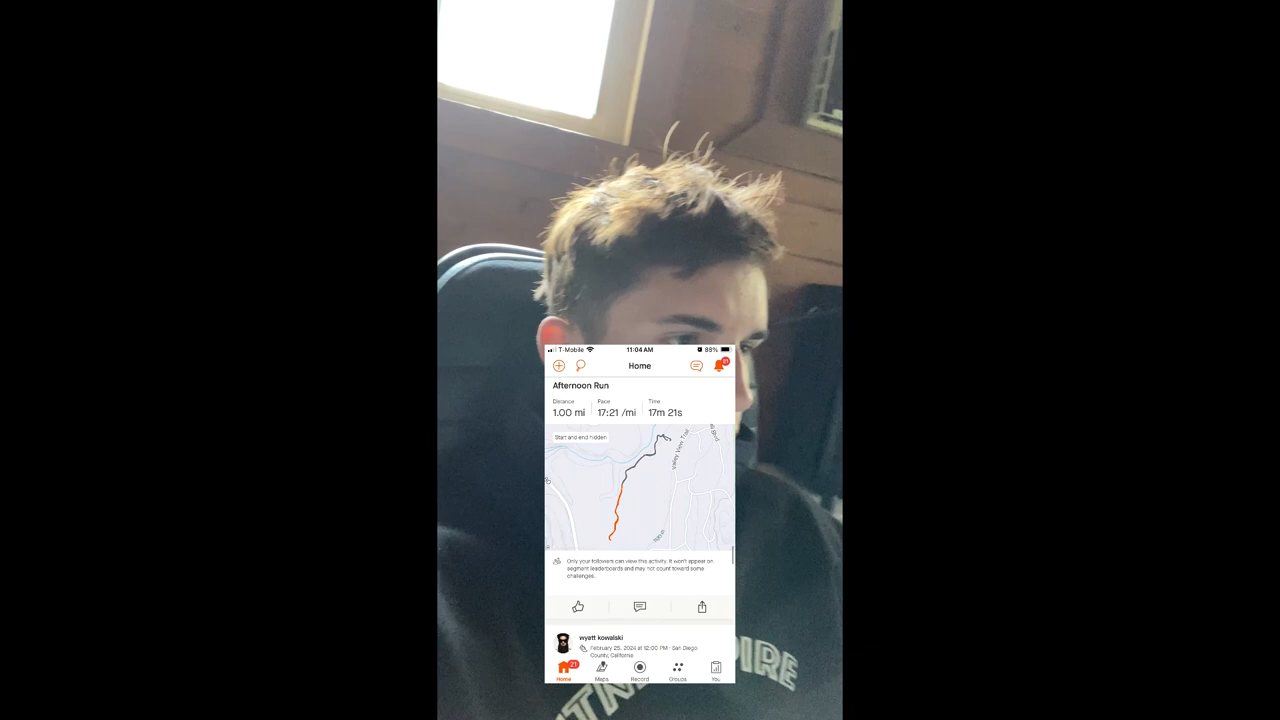 T-Mobile 11:04 AM 88%
Home 21
Afternoon Run
Distance Pace Time
1.00 mi 17:21 /mi 17m 21s
Start and end hidden
Valley View Trail
Blvd
Only your followers can view this activity. It won't appear on
segment leaderboards and may not count toward some
challenges.
wyatt kowalski
February 25, 2024 at 12:00 PM · San Diego
County, California
21
Home Maps Record Groups You